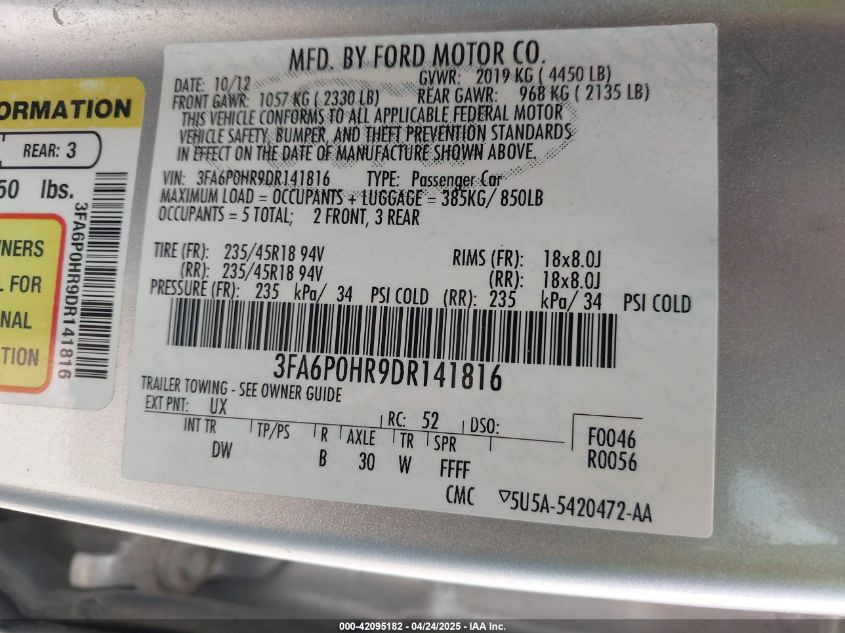 MFD. BY FORD MOTOR CO.
DATE: 10/12 GVWR: 2019 KG ( 4450 LB)
FRONT GAWR: 1057 KG ( 2330 LB) REAR GAWR: 968 KG ( 2135 LB)
THIS VEHICLE CONFORMS TO ALL APPLICABLE FEDERAL MOTOR
VEHICLE SAFETY, BUMPER, AND THEFT PREVENTION STANDARDS
IN EFFECT ON THE DATE OF MANUFACTURE SHOWN ABOVE.
VIN: 3FA6P0HR9DR141816 TYPE: Passenger Car
MAXIMUM LOAD = OCCUPANTS + LUGGAGE = 385KG/ 850LB
OCCUPANTS = 5 TOTAL; 2 FRONT, 3 REAR
TIRE (FR): 235/45R18 94V RIMS (FR): 18x8.0J
(RR): 235/45R18 94V (RR): 18x8.0J
PRESSURE (FR): 235 kPa/ 34 PSI COLD (RR): 235 kPa/ 34 PSI COLD
3FA6P0HR9DR141816
TRAILER TOWING - SEE OWNER GUIDE
EXT PNT: UX RC: 52 DSO:
INT TR TP/PS R AXLE TR SPR
DW B 30 W FFFF
F0046
R0056
CMC ▽5U5A-5420472-AA
ORMATION
REAR: 3
50 lbs.
NERS
L FOR
NAL
TION
3FA6P0HR9DR141816
000-42095182 - 04/24/2025 - IAA Inc.